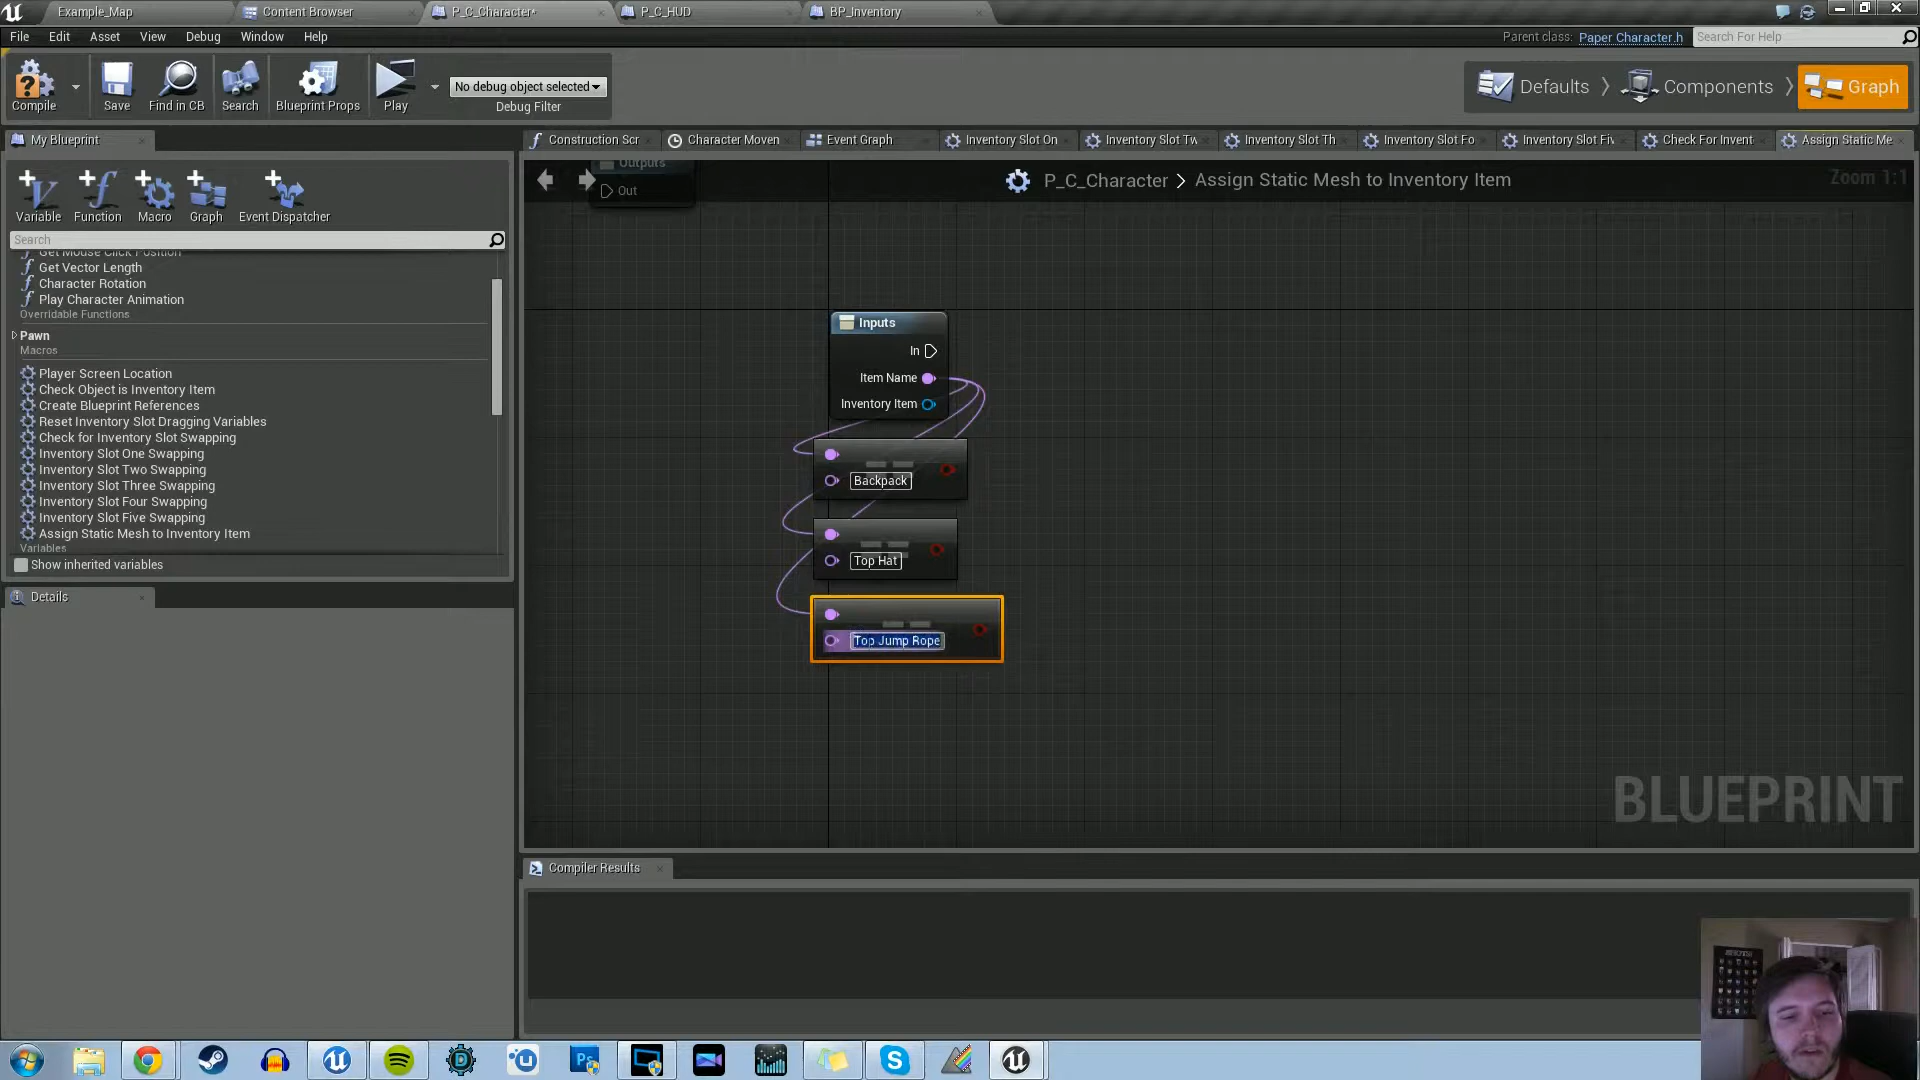 Example_Map
Content Browser
P_C_Character*
P_C_HUD
BP_Inventory
File Edit Asset View Debug Window Help
Parent class: Paper Character.h
Search For Help
Compile
Save
Find in CB
Search
Blueprint Props
Play
No debug object selected
Debug Filter
Defaults
Components
Graph
My Blueprint
Construction Scr
Character Moven
Event Graph
Inventory Slot On
Inventory Slot Tw
Inventory Slot Th
Inventory Slot Fo
Inventory Slot Fiv
Check For Invent
Assign Static Me
Variable
Function
Macro
Graph
Event Dispatcher
Search
Get Mouse Click Position
Get Vector Length
Character Rotation
Play Character Animation
Overridable Functions
Pawn
Macros
Player Screen Location
Check Object is Inventory Item
Create Blueprint References
Reset Inventory Slot Dragging Variables
Check for Inventory Slot Swapping
Inventory Slot One Swapping
Inventory Slot Two Swapping
Inventory Slot Three Swapping
Inventory Slot Four Swapping
Inventory Slot Five Swapping
Assign Static Mesh to Inventory Item
Variables
Show inherited variables
Details
Outputs
Out
P_C_Character > Assign Static Mesh to Inventory Item
Zoom 1:1
Inputs
In
Item Name
Inventory Item
Backpack
Top Hat
Top Jump Rope
BLUEPRINT
Compiler Results